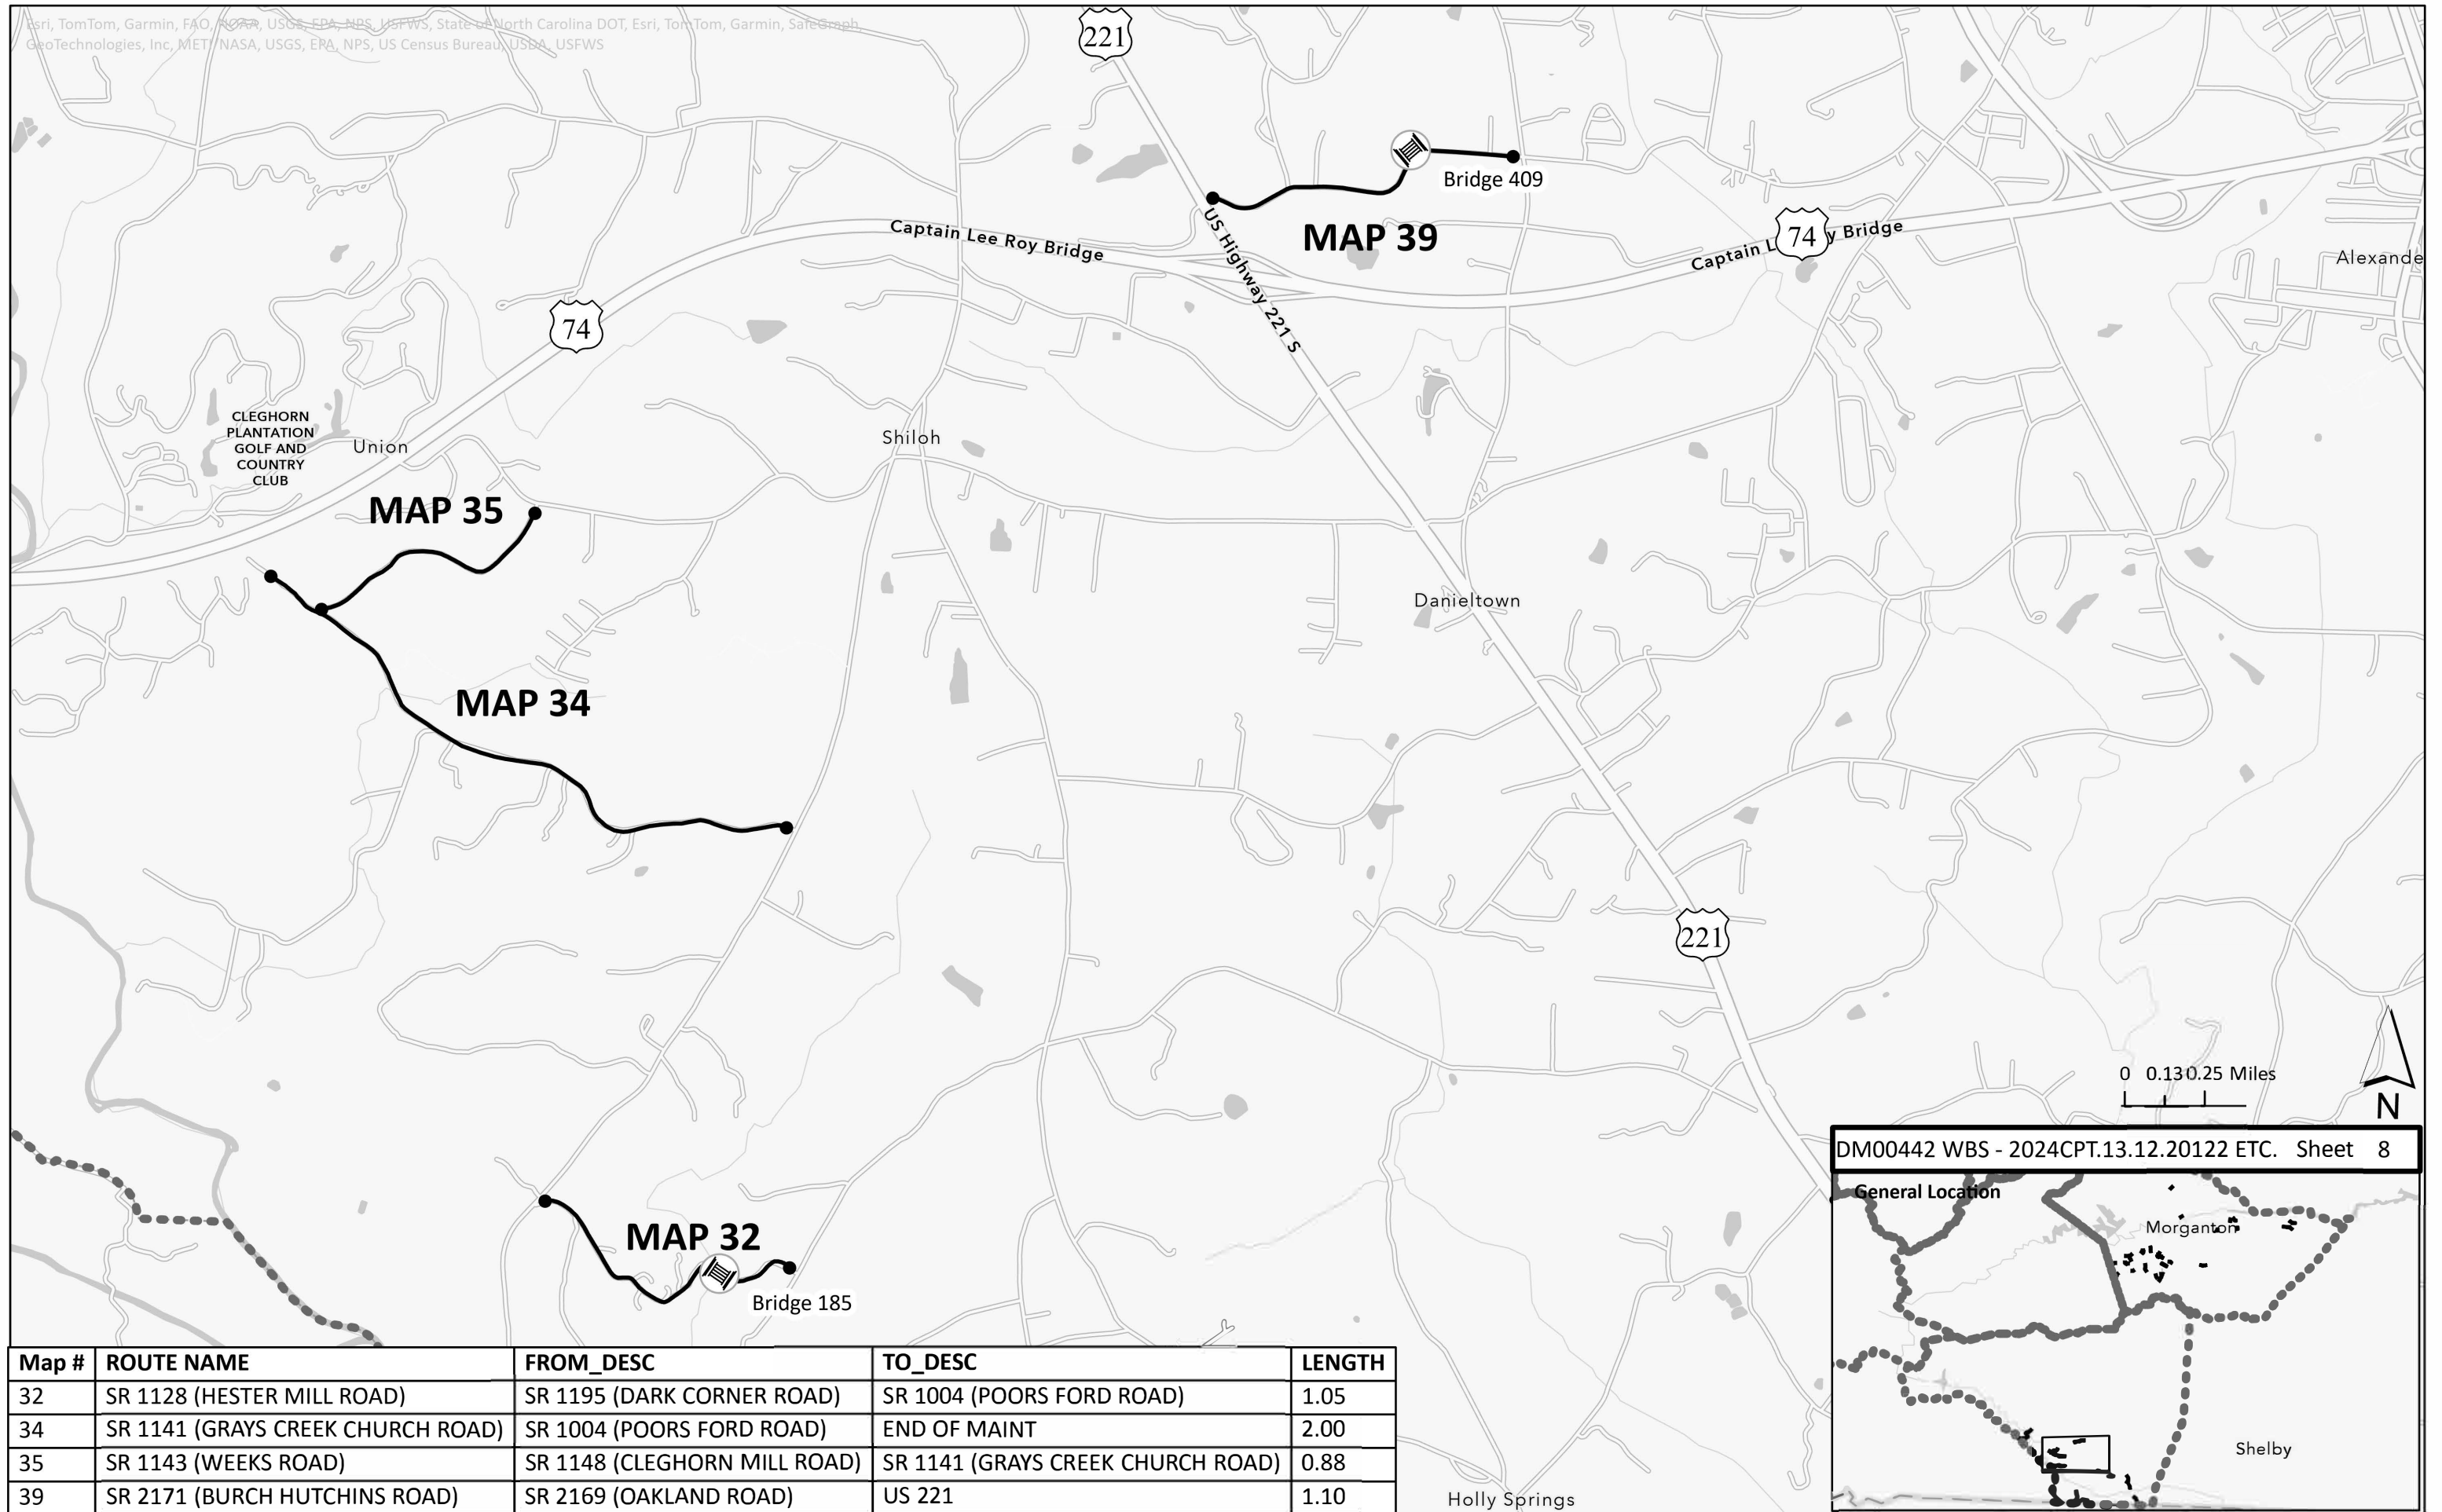 Esri, TomTom, Garmin, FAO, NOAA, USGS, EPA, NPS, USFWS, State of North Carolina DOT, Esri, TomTom, Garmin, SafeGraph,
GeoTechnologies, Inc, METI/NASA, USGS, EPA, NPS, US Census Bureau, USDA, USFWS
221
Bridge 409
US Highway 221 S
MAP 39
Captain Lee Roy Bridge
74
Captain L
y Bridge
Alexande
74
CLEGHORN
PLANTATION
GOLF AND
COUNTRY
CLUB
Union
Shiloh
MAP 35
Danieltown
MAP 34
221
0 0.13 0.25 Miles
N
MAP 32
Bridge 185
DM00442 WBS - 2024CPT.13.12.20122 ETC. Sheet 8
General Location
Morganton
Shelby
Holly Springs
Map # ROUTE NAME FROM_DESC TO_DESC LENGTH
32 SR 1128 (HESTER MILL ROAD) SR 1195 (DARK CORNER ROAD) SR 1004 (POORS FORD ROAD) 1.05
34 SR 1141 (GRAYS CREEK CHURCH ROAD) SR 1004 (POORS FORD ROAD) END OF MAINT 2.00
35 SR 1143 (WEEKS ROAD) SR 1148 (CLEGHORN MILL ROAD) SR 1141 (GRAYS CREEK CHURCH ROAD) 0.88
39 SR 2171 (BURCH HUTCHINS ROAD) SR 2169 (OAKLAND ROAD) US 221 1.10